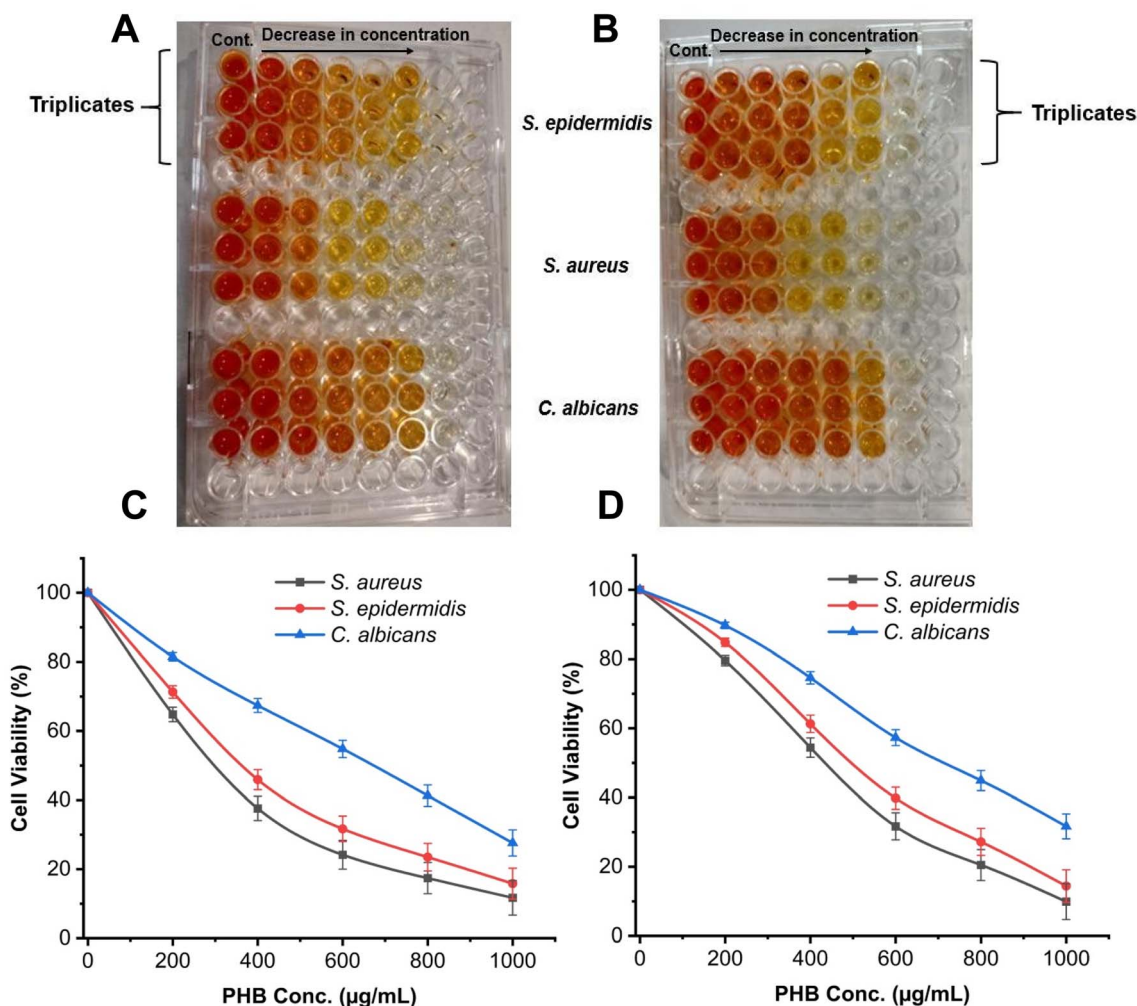 A
B
Cont.
Decrease in concentration
Cont.
Decrease in concentration
Triplicates
S. epidermidis
Triplicates
S. aureus
C. albicans
C
D
S. aureus
S. epidermidis
C. albicans
Cell Viability (%)
100
80
60
40
20
0
0 200 400 600 800 1000
PHB Conc. (µg/mL)
S. aureus
S. epidermidis
C. albicans
Cell Viability (%)
100
80
60
40
20
0
0 200 400 600 800 1000
PHB Conc. (µg/mL)